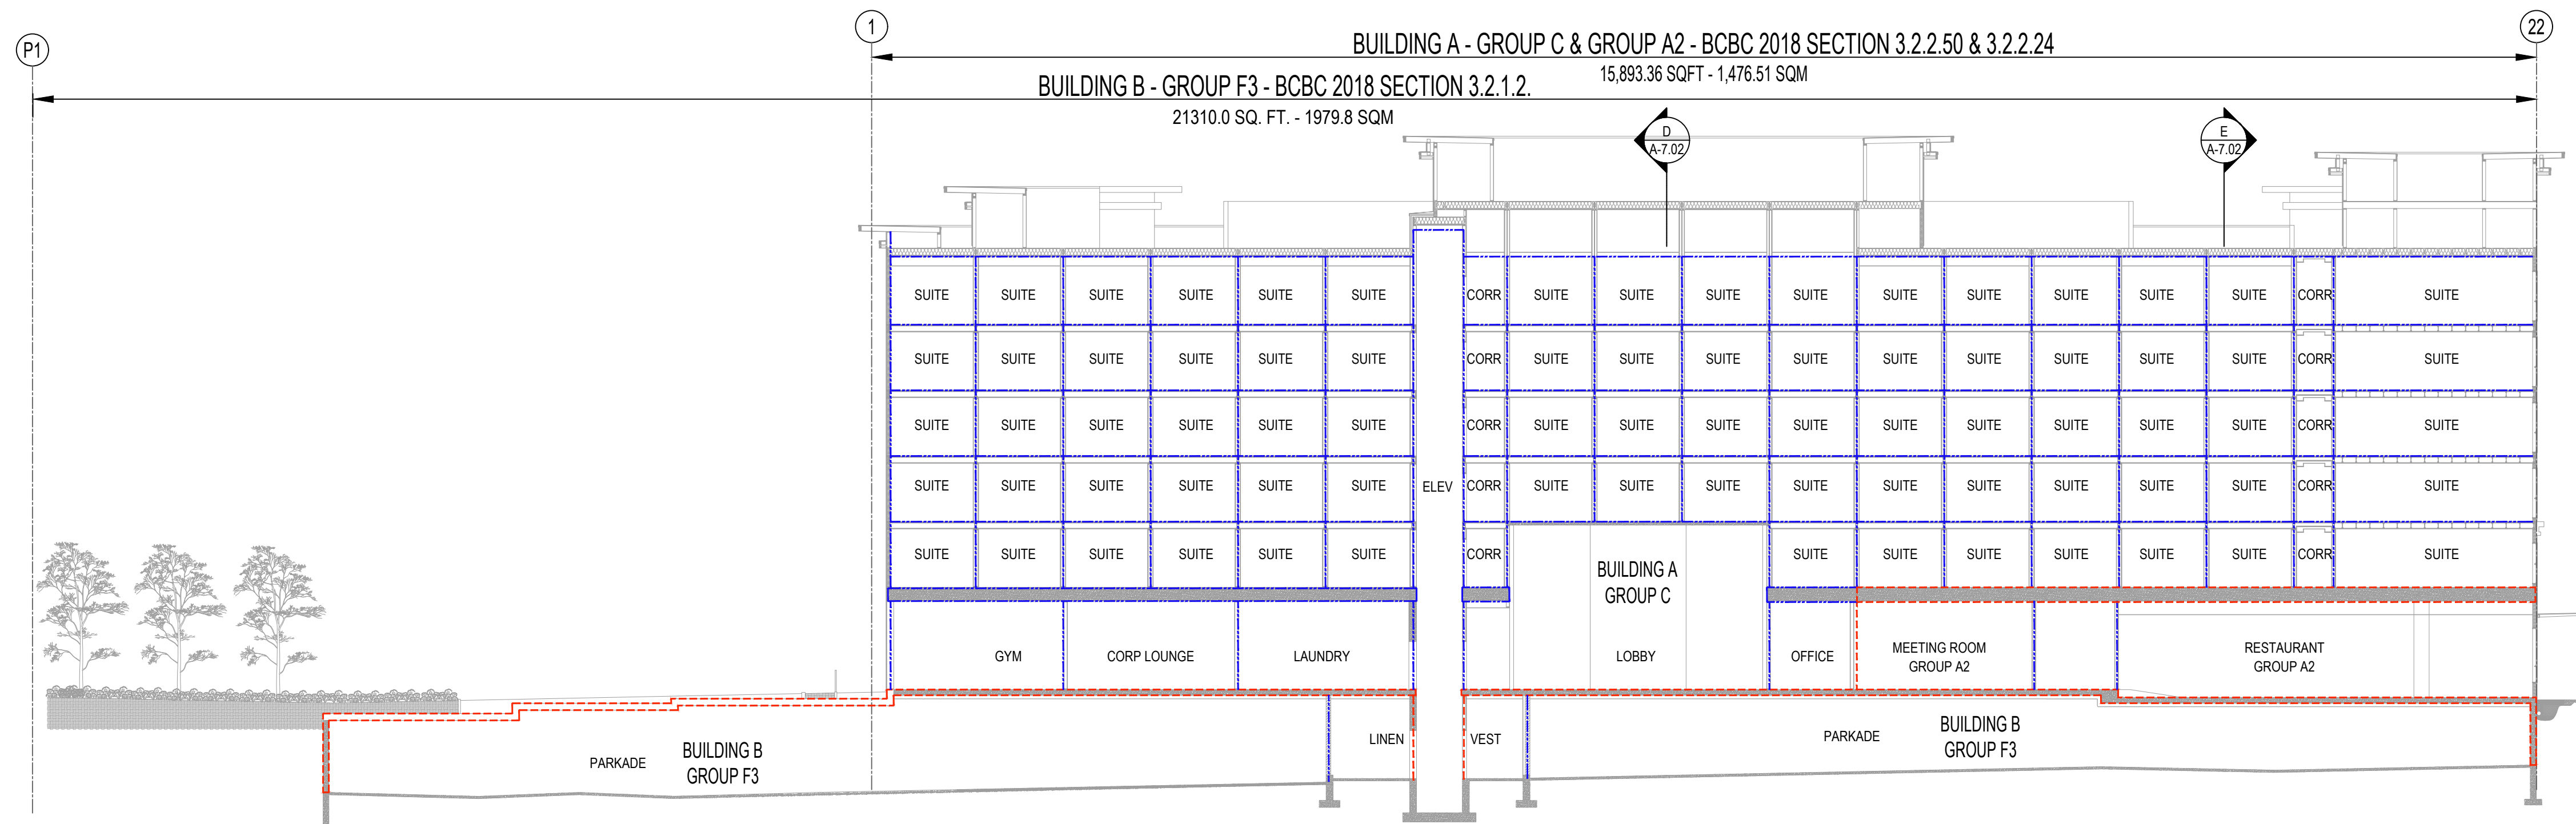 P1
1
22
BUILDING A - GROUP C & GROUP A2 - BCBC 2018 SECTION 3.2.2.50 & 3.2.2.24
15,893.36 SQFT - 1,476.51 SQM
BUILDING B - GROUP F3 - BCBC 2018 SECTION 3.2.1.2.
21310.0 SQ. FT. - 1979.8 SQM
D
A-7.02
E
A-7.02
SUITE SUITE SUITE SUITE SUITE SUITE CORR SUITE SUITE SUITE SUITE SUITE SUITE SUITE SUITE SUITE CORR SUITE
SUITE SUITE SUITE SUITE SUITE SUITE CORR SUITE SUITE SUITE SUITE SUITE SUITE SUITE SUITE SUITE CORR SUITE
SUITE SUITE SUITE SUITE SUITE SUITE CORR SUITE SUITE SUITE SUITE SUITE SUITE SUITE SUITE SUITE CORR SUITE
SUITE SUITE SUITE SUITE SUITE SUITE ELEV CORR SUITE SUITE SUITE SUITE SUITE SUITE SUITE SUITE SUITE CORR SUITE
SUITE SUITE SUITE SUITE SUITE SUITE CORR SUITE SUITE SUITE SUITE SUITE SUITE CORR SUITE
BUILDING A
GROUP C
GYM CORP LOUNGE LAUNDRY LOBBY OFFICE
MEETING ROOM
GROUP A2
RESTAURANT
GROUP A2
PARKADE
BUILDING B
GROUP F3
LINEN
VEST
PARKADE
BUILDING B
GROUP F3